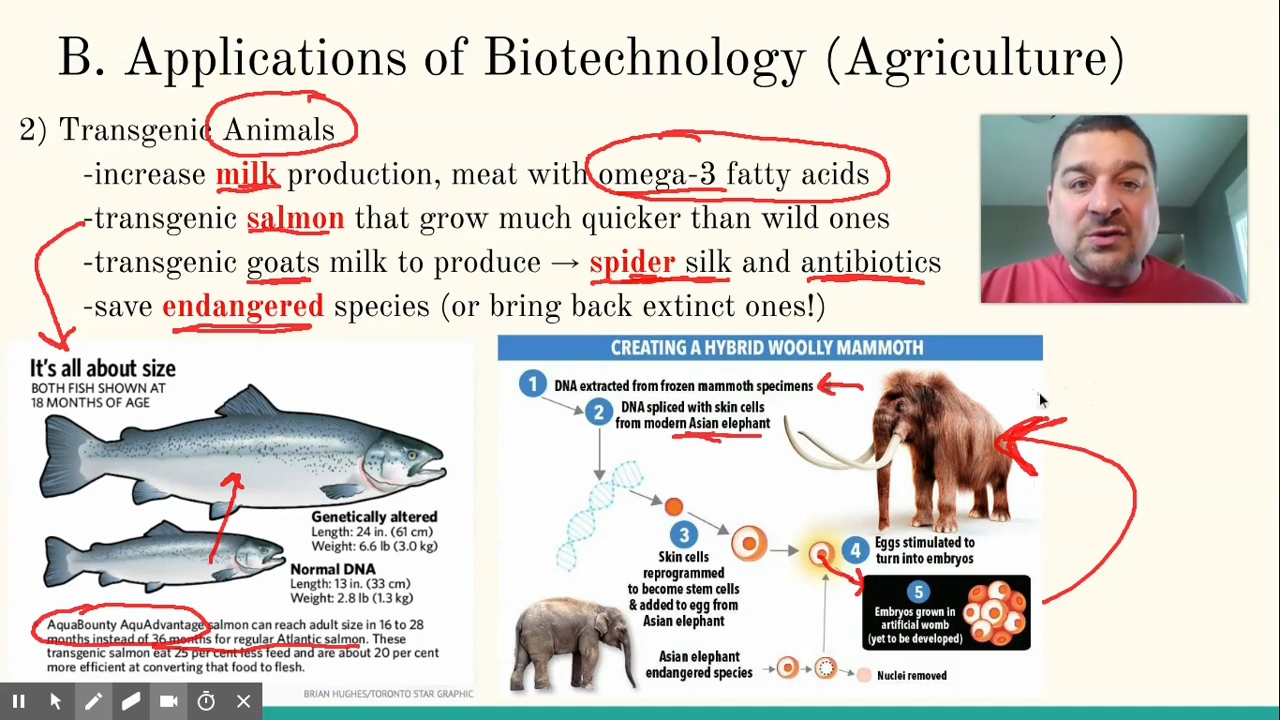 B. Applications of Biotechnology (Agriculture)
2) Transgenic Animals
-increase milk production, meat with omega-3 fatty acids
-transgenic salmon that grow much quicker than wild ones
-transgenic goats milk to produce → spider silk and antibiotics
-save endangered species (or bring back extinct ones!)
It's all about size
BOTH FISH SHOWN AT
18 MONTHS OF AGE
Genetically altered
Length: 24 in. (61 cm)
Weight: 6.6 lb (3.0 kg)
Normal DNA
Length: 13 in. (33 cm)
Weight: 2.8 lb (1.3 kg)
AquaBounty AquAdvantage salmon can reach adult size in 16 to 28
months instead of 36 months for regular Atlantic salmon. These
transgenic salmon eat 25 per cent less feed and are about 20 per cent
more efficient at converting that food to flesh.
BRIAN HUGHES/TORONTO STAR GRAPHIC
CREATING A HYBRID WOOLLY MAMMOTH
1 DNA extracted from frozen mammoth specimens
2 DNA spliced with skin cells
from modern Asian elephant
3
Skin cells
reprogrammed
to become stem cells
& added to egg from
Asian elephant
4 Eggs stimulated to
turn into embryos
5
Embryos grown in
artificial womb
(yet to be developed)
Asian elephant
endangered species
Nuclei removed